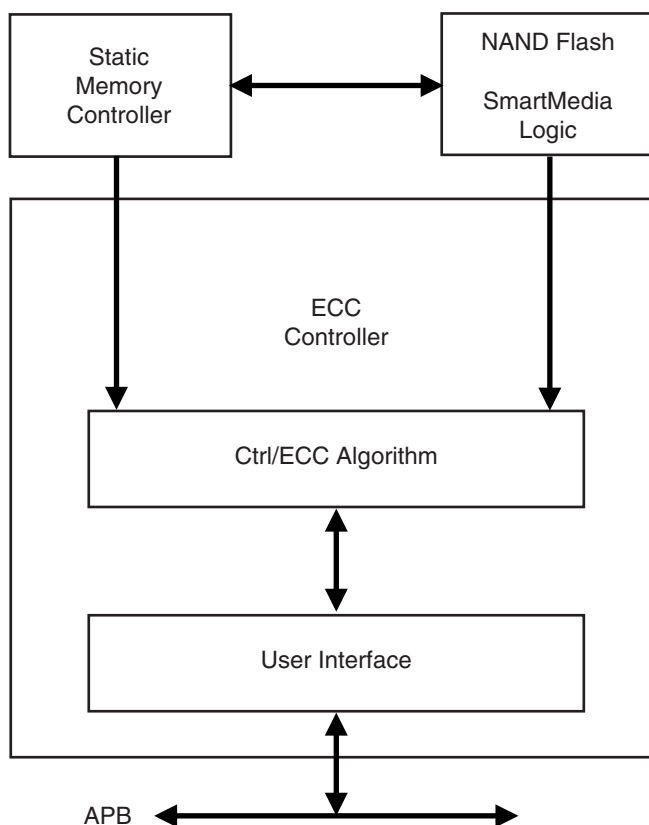 Static
Memory
Controller
NAND Flash
SmartMedia
Logic
ECC
Controller
Ctrl/ECC Algorithm
User Interface
APB